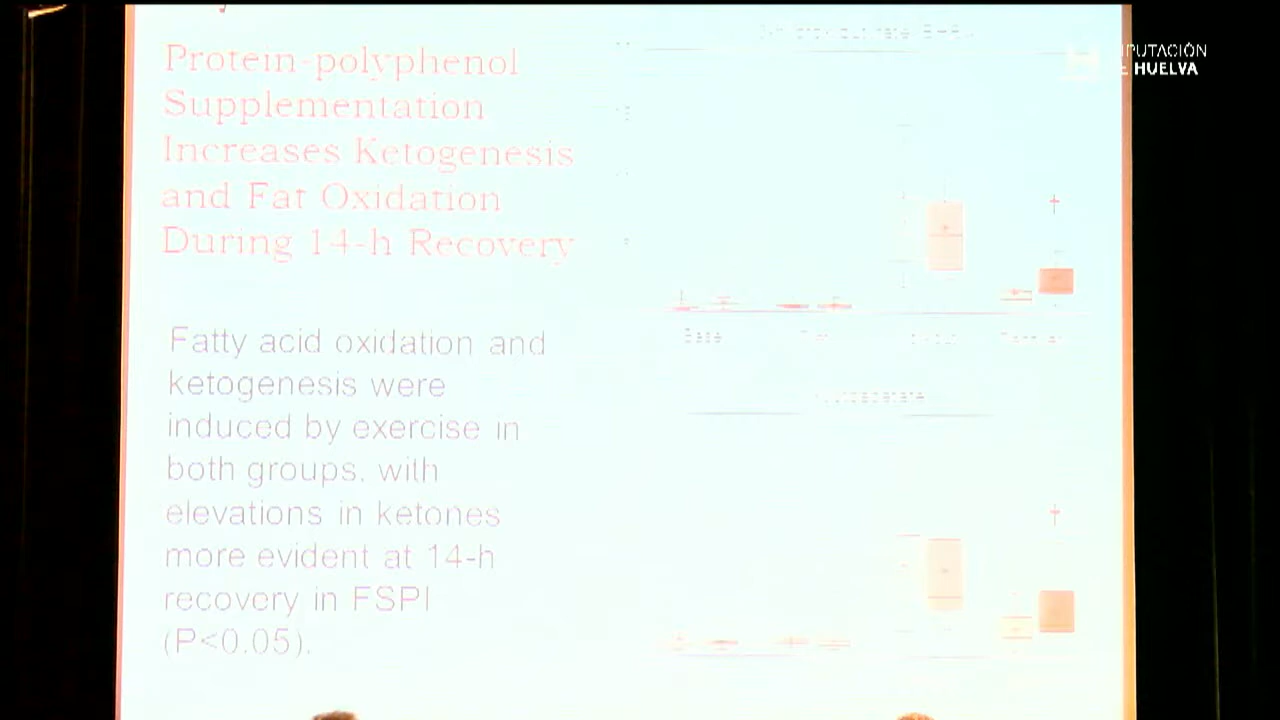 Protein-polyphenol
Supplementation
Increases Ketogenesis
and Fat Oxidation
During 14-h Recovery
Fatty acid oxidation and
ketogenesis were
induced by exercise in
both groups, with
elevations in ketones
more evident at 14-h
recovery in FSPI
(P<0.05).
IPUTACIÓN
E HUELVA